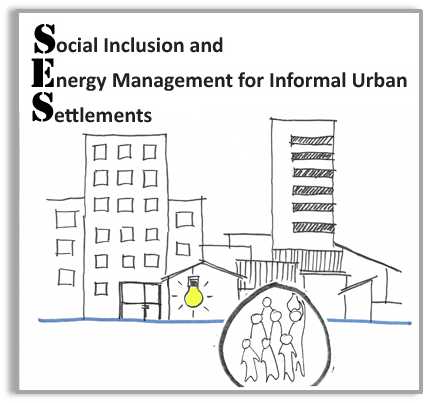 Social Inclusion and
Energy Management for Informal Urban
Settlements